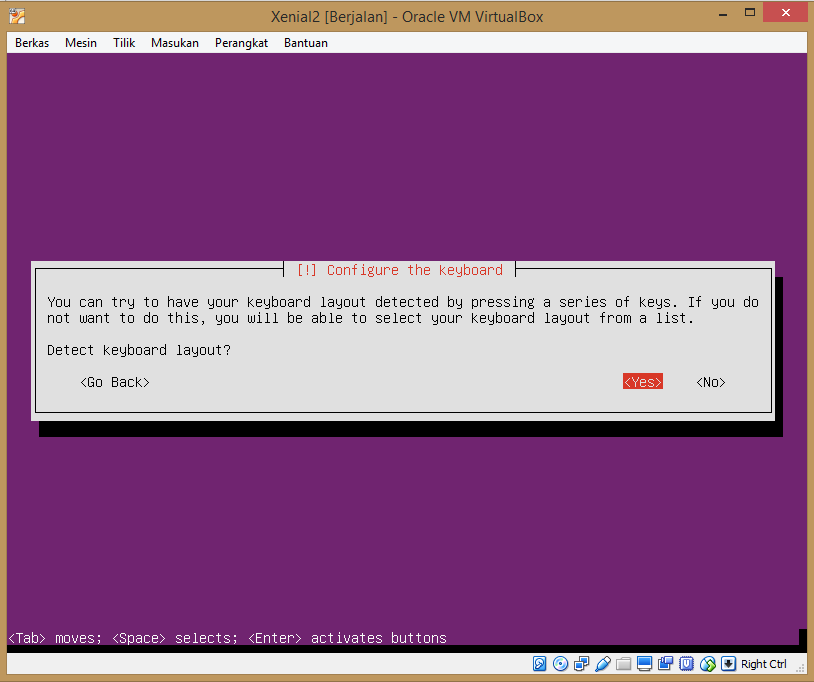 Xenial2 [Berjalan] - Oracle VM VirtualBox
Berkas Mesin Tilik Masukan Perangkat Bantuan
[!] Configure the keyboard
You can try to have your keyboard layout detected by pressing a series of keys. If you do
not want to do this, you will be able to select your keyboard layout from a list.
Detect keyboard layout?
<Go Back> <Yes> <No>
<Tab> moves; <Space> selects; <Enter> activates buttons
Right Ctrl